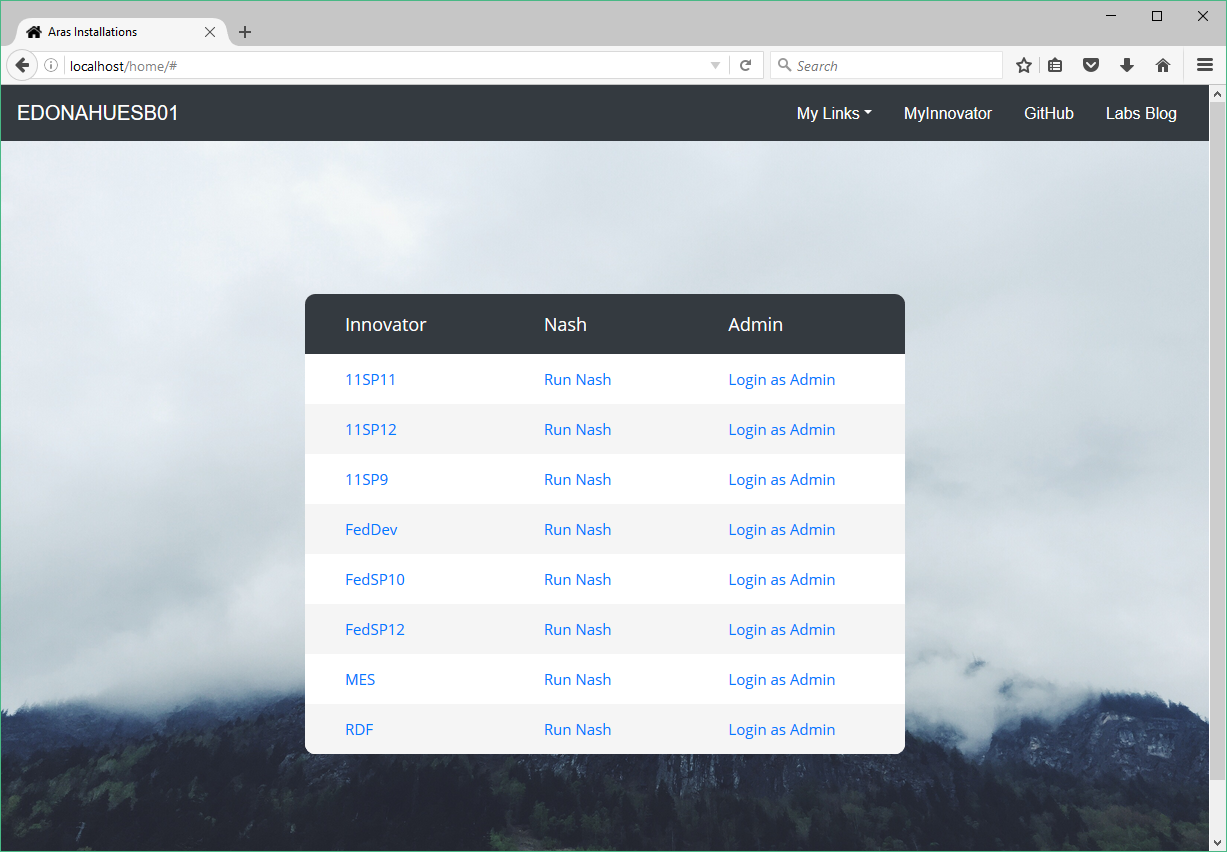 Aras Installations
localhost/home/#
Search
EDONAHUESB01 My Links MyInnovator GitHub Labs Blog
Innovator Nash Admin
11SP11 Run Nash Login as Admin
11SP12 Run Nash Login as Admin
11SP9 Run Nash Login as Admin
FedDev Run Nash Login as Admin
FedSP10 Run Nash Login as Admin
FedSP12 Run Nash Login as Admin
MES Run Nash Login as Admin
RDF Run Nash Login as Admin